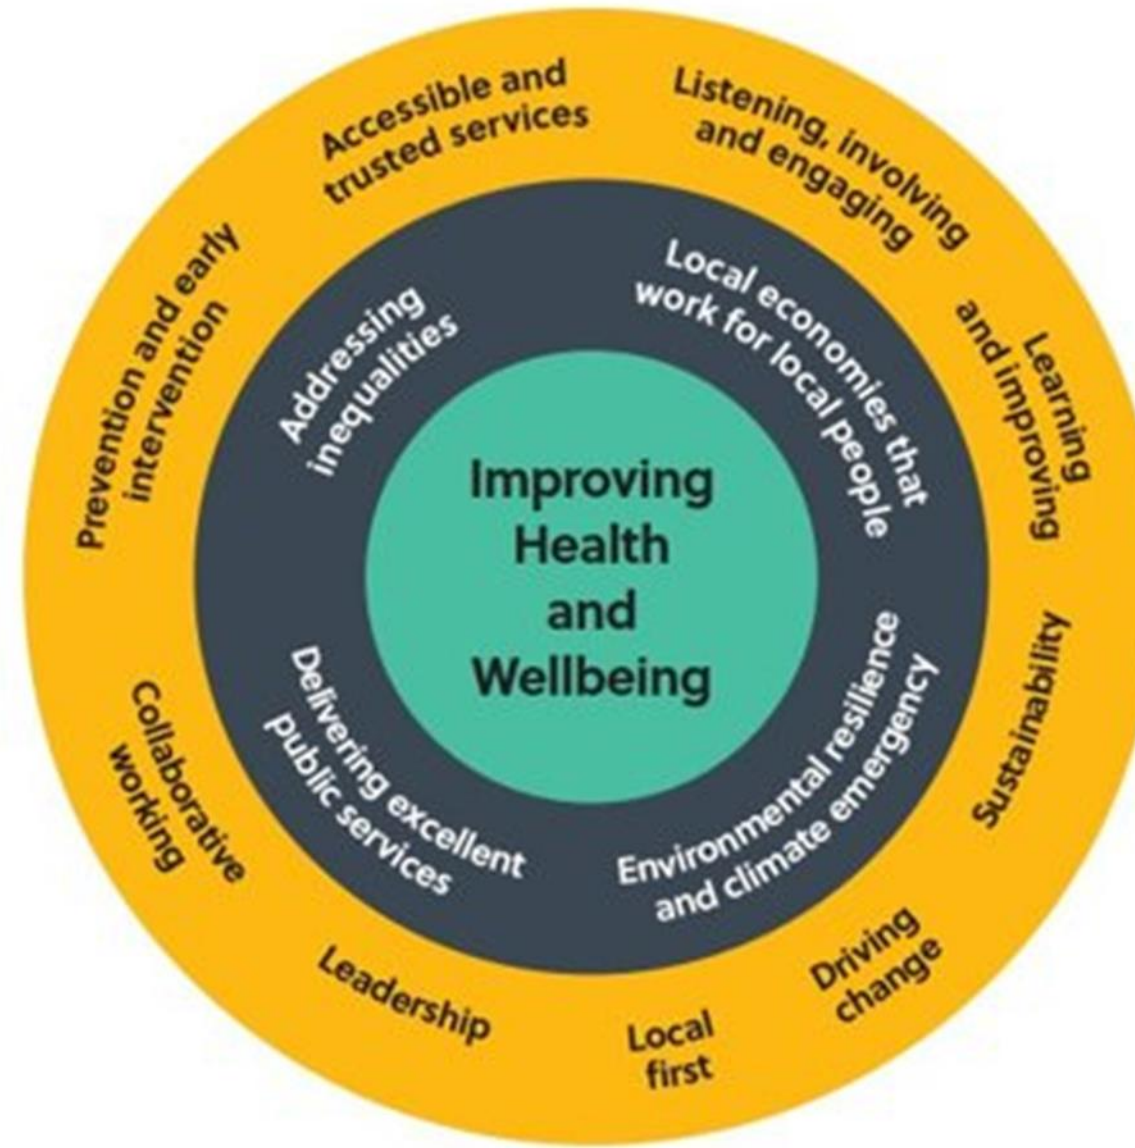 Accessible and
trusted services
Listening, involving
and engaging
Learning
and improving
Sustainability
Driving
change
Local
first
Leadership
Collaborative
working
Prevention and early
intervention
Addressing
inequalities
Local economies that
work for local people
Environmental resilience
and climate emergency
Delivering excellent
public services
Improving
Health
and
Wellbeing